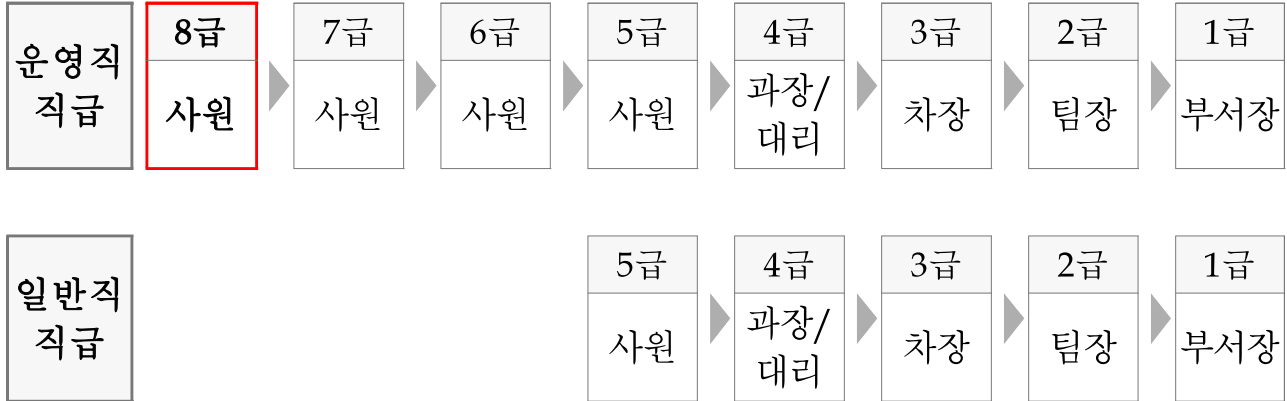 운영직
직급
8급
사원
7급
사원
6급
사원
5급
사원
4급
과장/
대리
3급
차장
2급
팀장
1급
부서장
일반직
직급
5급
사원
4급
과장/
대리
3급
차장
2급
팀장
1급
부서장